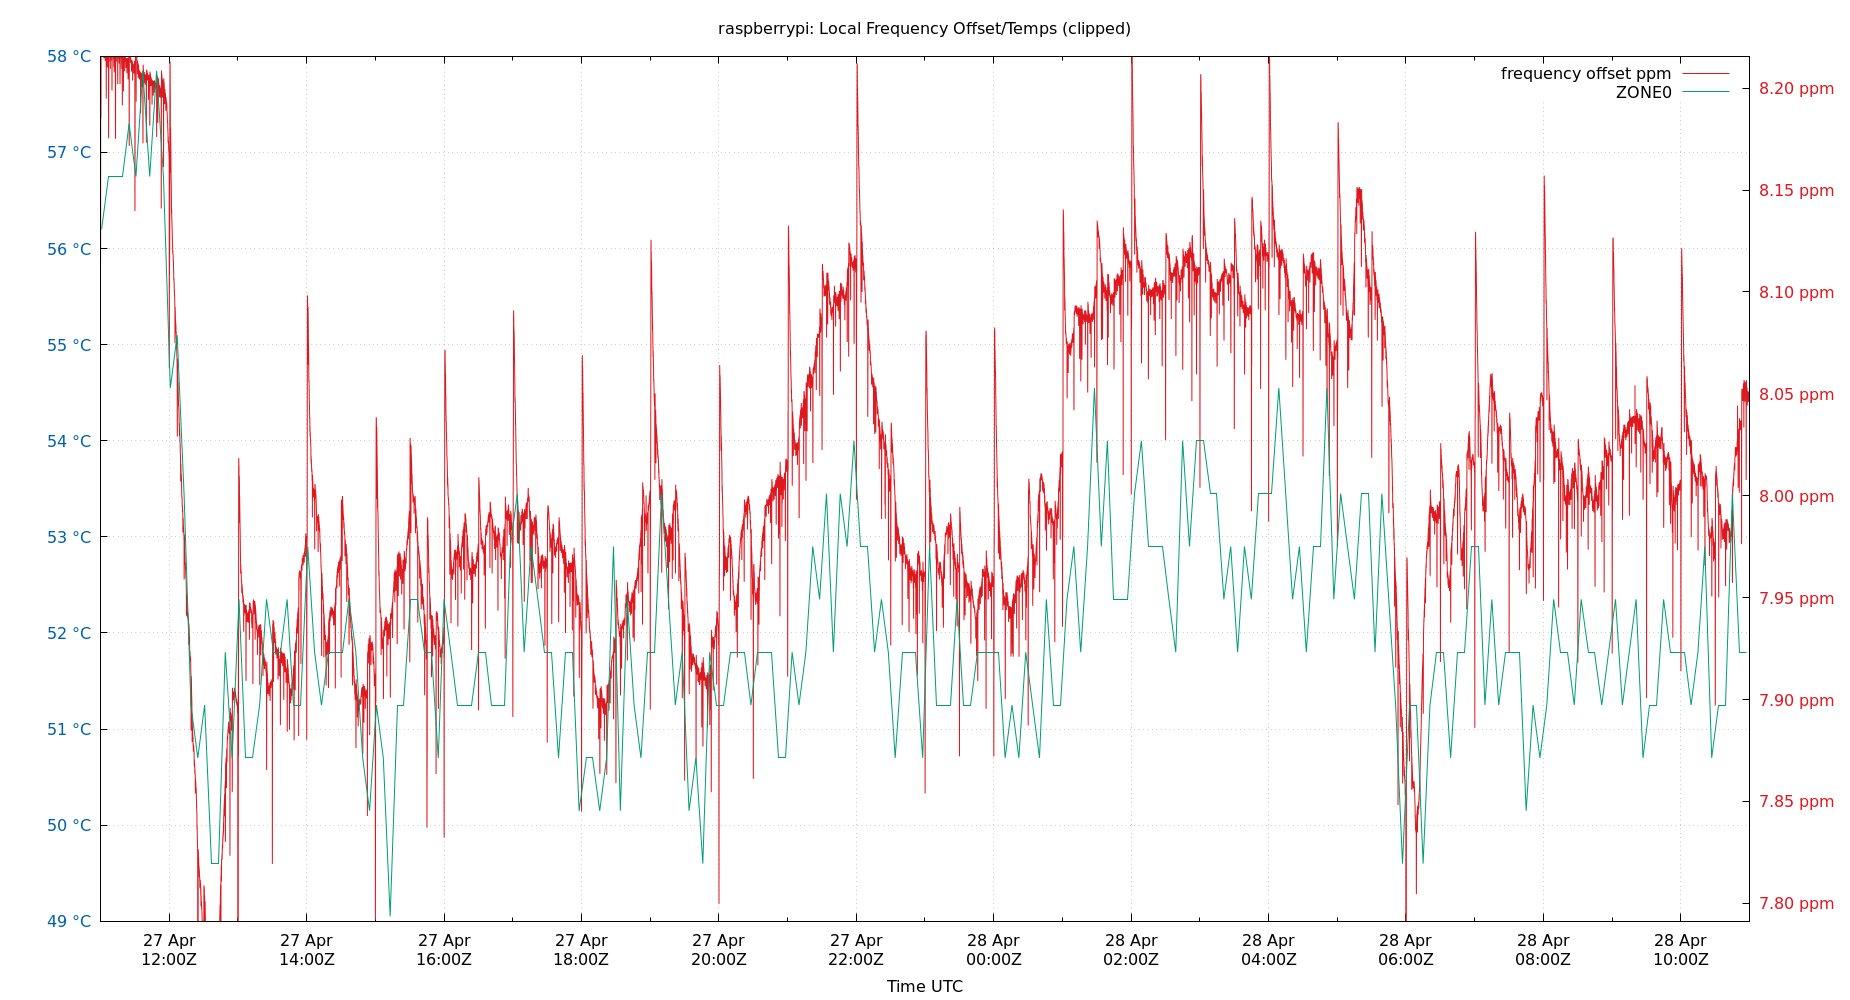 raspberrypi: Local Frequency Offset/Temps (clipped)
frequency offset ppm
ZONE0
58 °C
57 °C
56 °C
55 °C
54 °C
53 °C
52 °C
51 °C
50 °C
49 °C
8.20 ppm
8.15 ppm
8.10 ppm
8.05 ppm
8.00 ppm
7.95 ppm
7.90 ppm
7.85 ppm
7.80 ppm
27 Apr
12:00Z
27 Apr
14:00Z
27 Apr
16:00Z
27 Apr
18:00Z
27 Apr
20:00Z
27 Apr
22:00Z
28 Apr
00:00Z
28 Apr
02:00Z
28 Apr
04:00Z
28 Apr
06:00Z
28 Apr
08:00Z
28 Apr
10:00Z
Time UTC